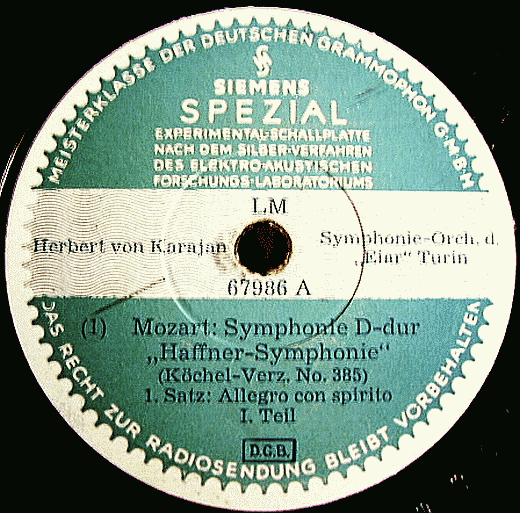 MEISTERKLASSE DER DEUTSCHEN GRAMMOPHON G·M·B·H
SIEMENS
SPEZIAL
EXPERIMENTAL-SCHALLPLATTE
NACH DEM SILBER-VERFAHREN
DES ELEKTRO-AKUSTISCHEN
FORSCHUNGS-LABORATORIUMS
LM
Herbert von Karajan
Symphonie-Orch. d.
„Eiar“ Turin
67986 A
(1) Mozart: Symphonie D-dur
„Haffner-Symphonie“
(Köchel-Verz. No. 385)
1. Satz: Allegro con spirito
I. Teil
D.G.B.
DAS RECHT ZUR RADIOSENDUNG BLEIBT VORBEHALTEN